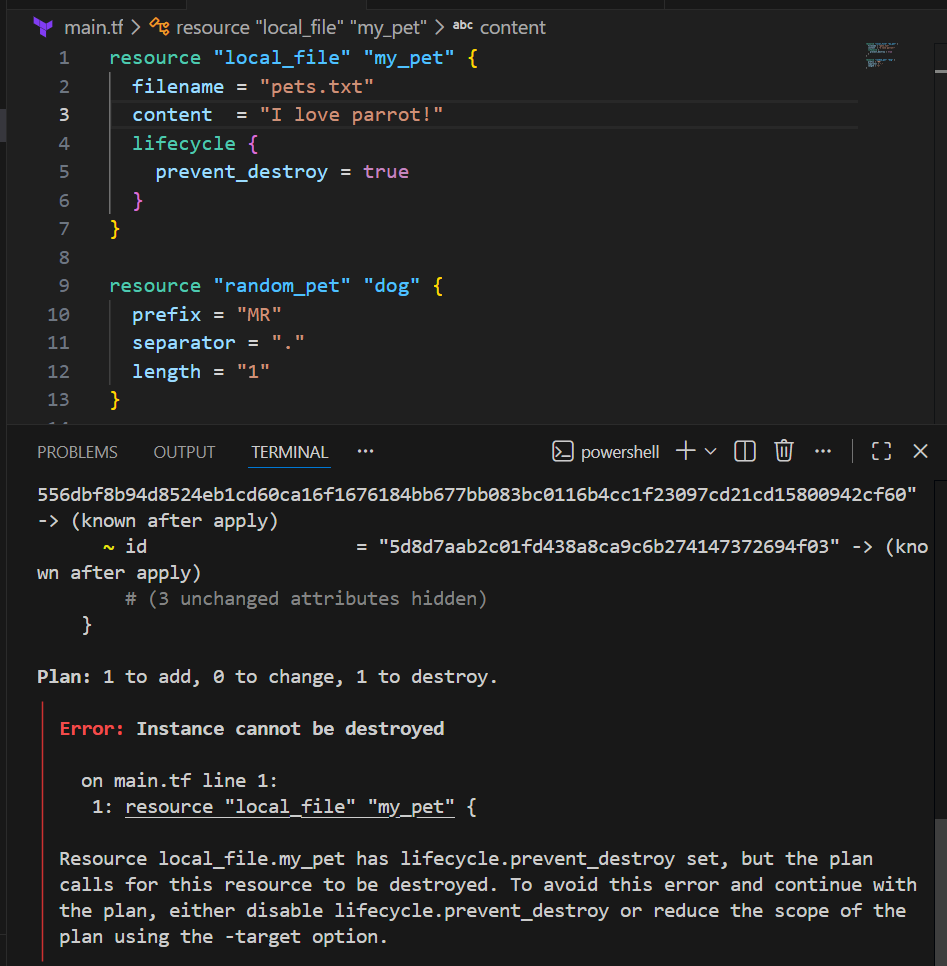 main.tf > resource "local_file" "my_pet" > abc content
1 resource "local_file" "my_pet" {
2 filename = "pets.txt"
3 content = "I love parrot!"
4 lifecycle {
5 prevent_destroy = true
6 }
7 }
8
9 resource "random_pet" "dog" {
10 prefix = "MR"
11 separator = "."
12 length = "1"
13 }
PROBLEMS OUTPUT TERMINAL ··· powershell ···
556dbf8b94d8524eb1cd60ca16f1676184bb677bb083bc0116b4cc1f23097cd21cd15800942cf60"
-> (known after apply)
~ id = "5d8d7aab2c01fd438a8ca9c6b274147372694f03" -> (kno
wn after apply)
# (3 unchanged attributes hidden)
}
Plan: 1 to add, 0 to change, 1 to destroy.
Error: Instance cannot be destroyed
on main.tf line 1:
1: resource "local_file" "my_pet" {
Resource local_file.my_pet has lifecycle.prevent_destroy set, but the plan
calls for this resource to be destroyed. To avoid this error and continue with
the plan, either disable lifecycle.prevent_destroy or reduce the scope of the
plan using the -target option.